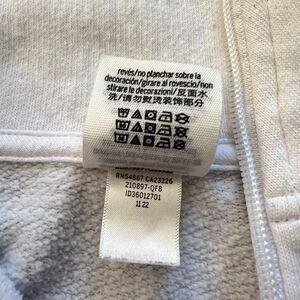 revés/no planchar sobre la
decoración/girare al rovescio/non
stirare le decorazioni/反面水
洗/请勿熨烫装饰部分
RN54867 CA23226
210897-QF8
ID36012701
11 22